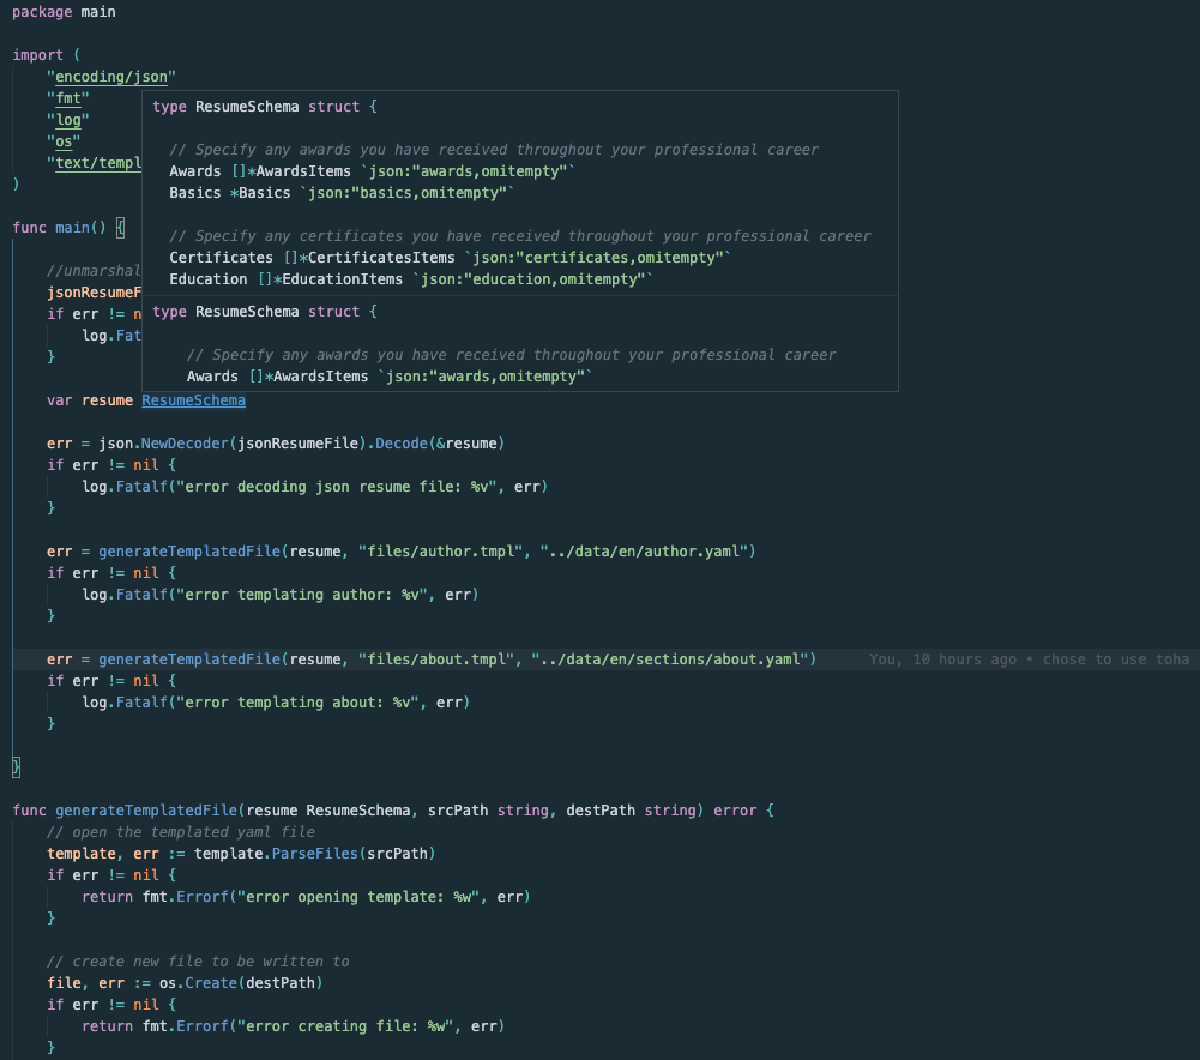 package main
import (
"encoding/json"
"fmt"
"log"
"os"
"text/templ
)
func main() {
//unmarshal
jsonResumeF
if err != n
log.Fat
}
type ResumeSchema struct {
// Specify any awards you have received throughout your professional career
Awards []*AwardsItems `json:"awards,omitempty"`
Basics *Basics `json:"basics,omitempty"`
// Specify any certificates you have received throughout your professional career
Certificates []*CertificatesItems `json:"certificates,omitempty"`
Education []*EducationItems `json:"education,omitempty"`
type ResumeSchema struct {
// Specify any awards you have received throughout your professional career
Awards []*AwardsItems `json:"awards,omitempty"`
var resume ResumeSchema
err = json.NewDecoder(jsonResumeFile).Decode(&resume)
if err != nil {
log.Fatalf("error decoding json resume file: %v", err)
}
err = generateTemplatedFile(resume, "files/author.tmpl", "../data/en/author.yaml")
if err != nil {
log.Fatalf("error templating author: %v", err)
}
err = generateTemplatedFile(resume, "files/about.tmpl", "../data/en/sections/about.yaml") You, 10 hours ago • chose to use toha
if err != nil {
log.Fatalf("error templating about: %v", err)
}
}
func generateTemplatedFile(resume ResumeSchema, srcPath string, destPath string) error {
// open the templated yaml file
template, err := template.ParseFiles(srcPath)
if err != nil {
return fmt.Errorf("error opening template: %w", err)
}
// create new file to be written to
file, err := os.Create(destPath)
if err != nil {
return fmt.Errorf("error creating file: %w", err)
}